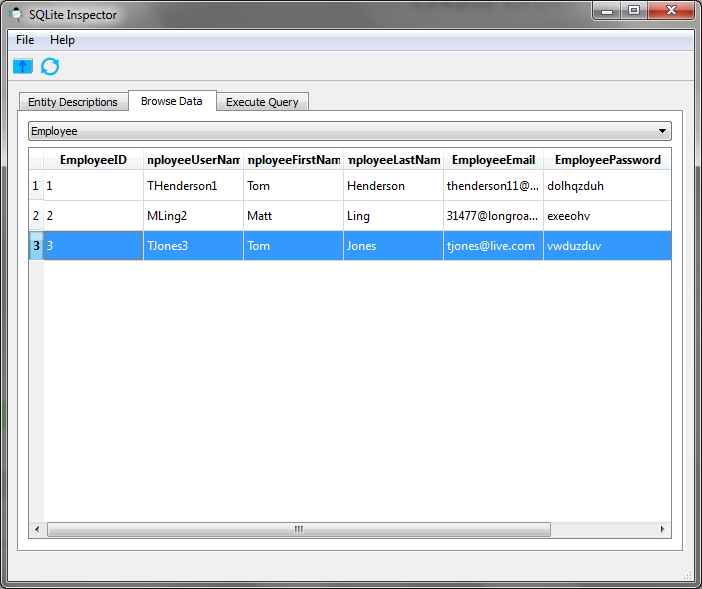 SQLite Inspector
File Help
Entity Descriptions Browse Data Execute Query
Employee
EmployeeID nployeeUserNam nployeeFirstNam nployeeLastNam EmployeeEmail EmployeePassword
1 1 THenderson1 Tom Henderson thenderson11@... dolhqzduh
2 2 MLing2 Matt Ling 31477@longroa... exeeohv
3 3 TJones3 Tom Jones tjones@live.com vwduzduv